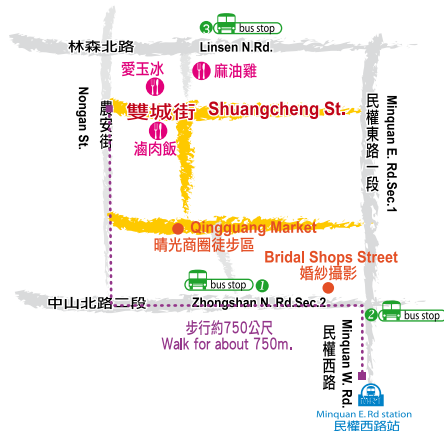 3
bus stop
林森北路
Linsen N.Rd.
愛玉冰
麻油雞
Nongan St.
農安街
雙城街
Shuangcheng St.
滷肉飯
民權東路一段
Minquan E. Rd.Sec.1
Qingguang Market
晴光商圈徒步區
Bridal Shops Street
婚紗攝影
bus stop
1
中山北路二段
Zhongshan N. Rd.Sec.2
2
bus stop
步行約750公尺
Walk for about 750m.
民權西路
Minquan W. Rd.
Minquan E. Rd station
民權西路站